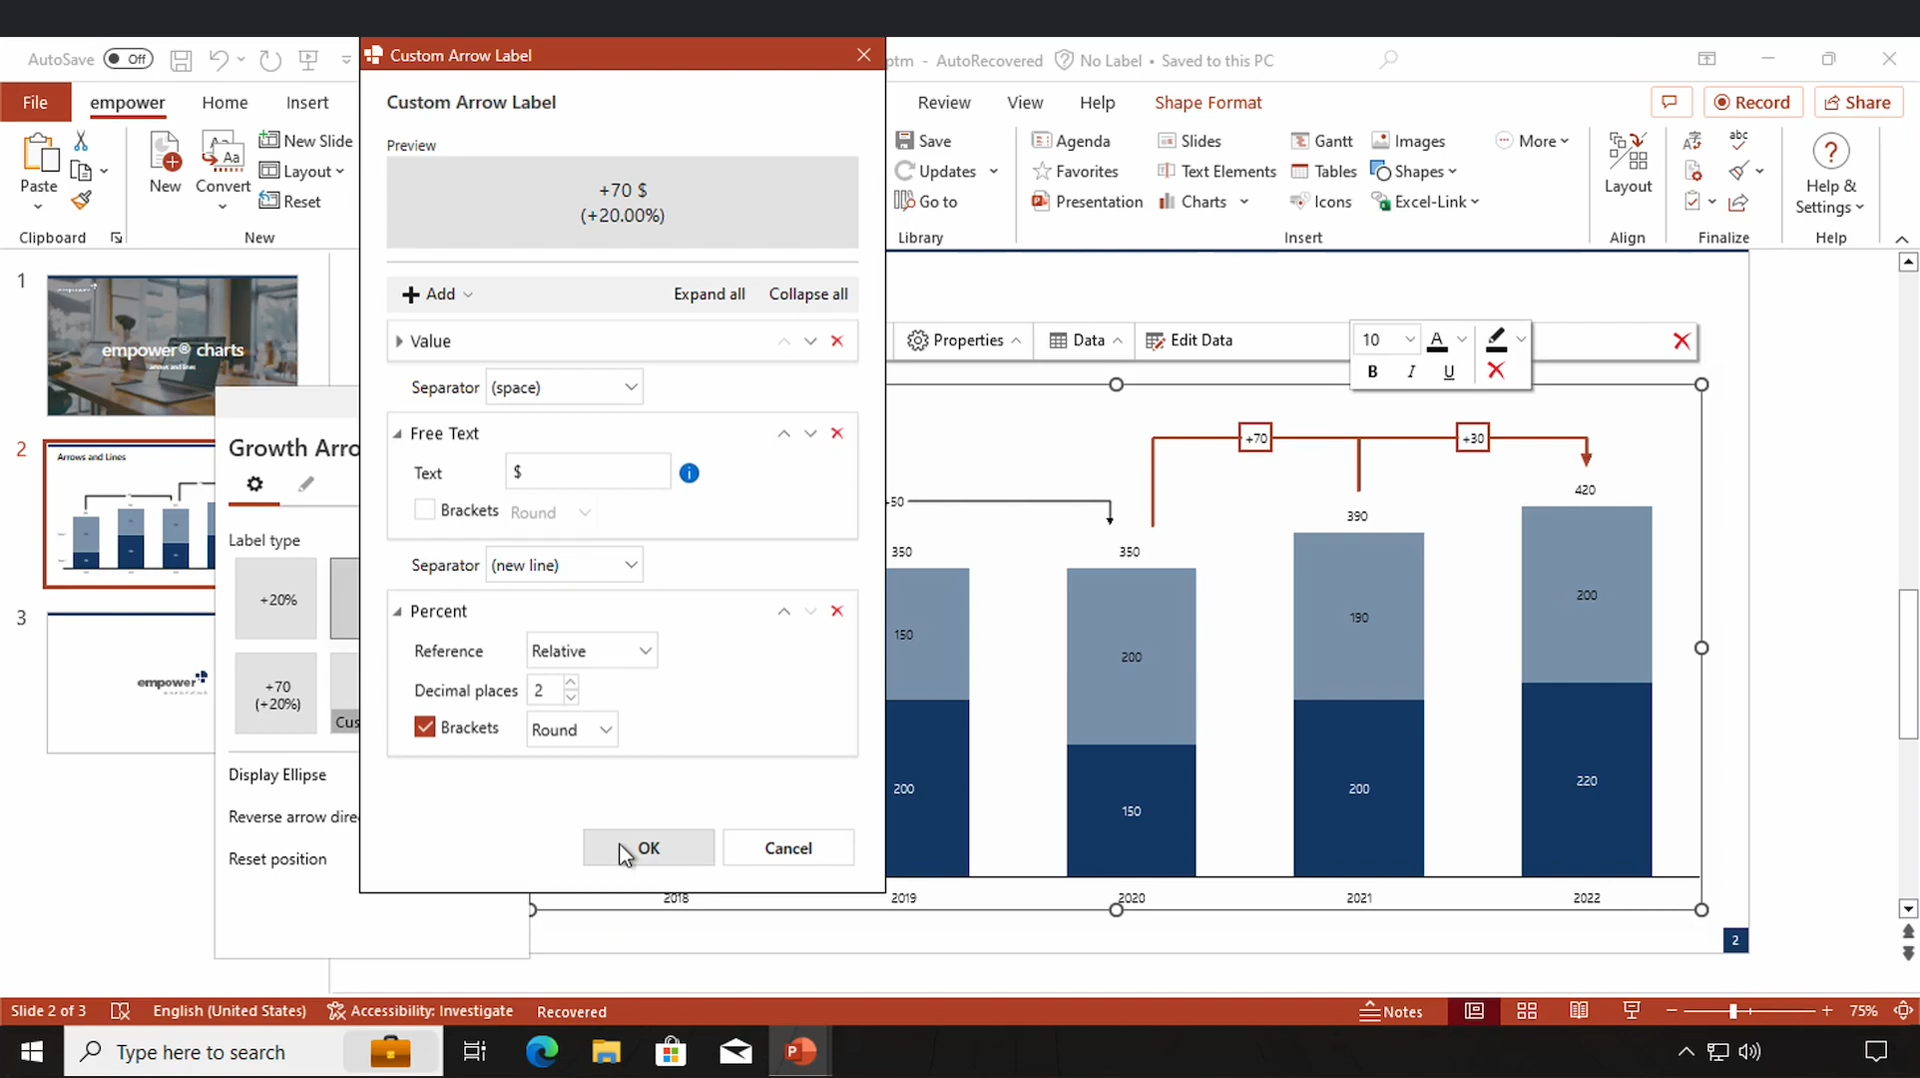 AutoSave Off
ptm - AutoRecovered No Label • Saved to this PC
File empower Home Insert Review View Help Shape Format Record Share
Paste
Clipboard
New
Convert
New Slide
Layout
Reset
New
Save
Updates
Go to
Library
Agenda
Favorites
Presentation
Slides
Text Elements
Charts
Gantt
Tables
Icons
Images
Shapes
Excel-Link
More
Insert
Layout
Align
abc
Finalize
Help &
Settings
Help
Custom Arrow Label
Custom Arrow Label
Preview
+70 $
(+20.00%)
Add Expand all Collapse all
Value
Separator (space)
Free Text
Text $
Brackets Round
Separator (new line)
Percent
Reference Relative
Decimal places 2
Brackets Round
OK Cancel
1
empower® charts
arrows and lines
2
Arrows and Lines
3
empower
Growth Arro
Label type
+20%
+70
(+20%)
Cus
Display Ellipse
Reverse arrow dire
Reset position
Properties Data Edit Data
10 A
B I U
+70 +30
50
350 350 390 420
150 200 190 200
200 150 200 220
2018 2019 2020 2021 2022
2
Slide 2 of 3 English (United States) Accessibility: Investigate Recovered Notes 75%
Type here to search